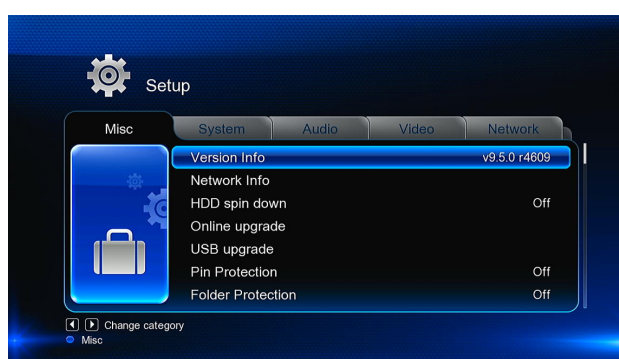 Setup
Misc System Audio Video Network
Version Info v9.5.0 r4609
Network Info
HDD spin down Off
Online upgrade
USB upgrade
Pin Protection Off
Folder Protection Off
Change category
Misc